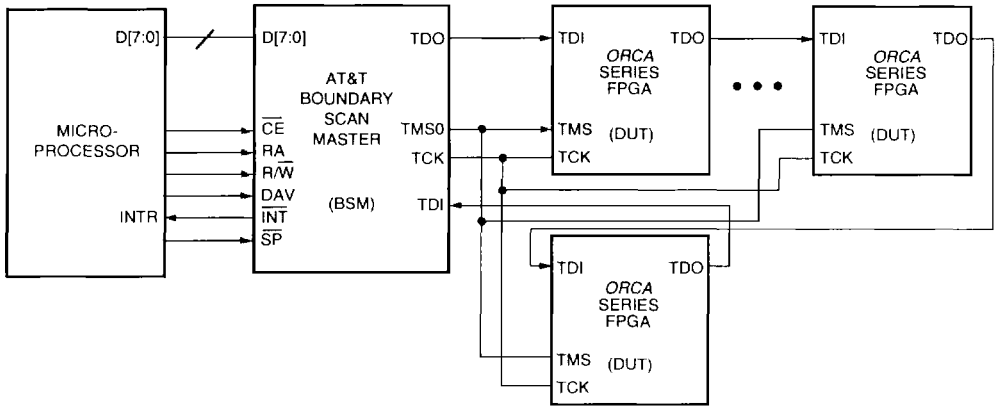 D[7:0]
MICRO-
PROCESSOR
INTR
D[7:0]
TDO
AT&T
BOUNDARY
SCAN
MASTER
TMS0
TCK
(BSM)
TDI
CE
RA
R/W
DAV
INT
SP
TDI
TDO
ORCA
SERIES
FPGA
TMS
(DUT)
TCK
TDI
TDO
ORCA
SERIES
FPGA
TMS
(DUT)
TCK
TDI
TDO
ORCA
SERIES
FPGA
TMS
(DUT)
TCK